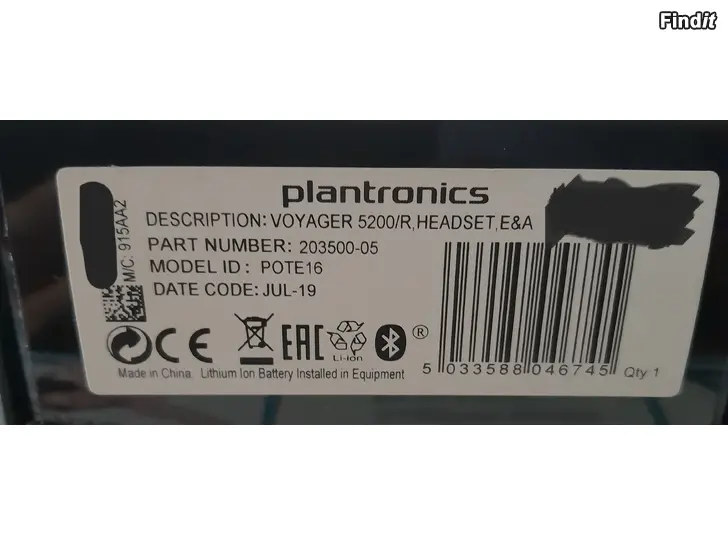 Findit
plantronics
DESCRIPTION: VOYAGER 5200/R,HEADSET,E&A
PART NUMBER: 203500-05
MODEL ID: POTE16
DATE CODE: JUL-19
M/C: 915AA2
CE
EAC
Li-ion
®
Made in China Lithium Ion Battery Installed in Equipment
5 033588 046745
Qty 1